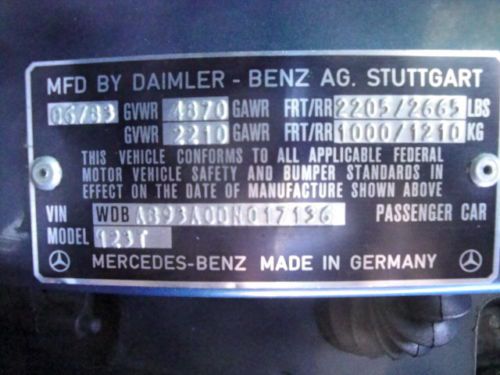 MFD BY DAIMLER - BENZ AG. STUTTGART
06/83 GVWR 4870 GAWR FRT/RR 2205/2665 LBS
GVWR 2210 GAWR FRT/RR 1000/1210 KG
THIS VEHICLE CONFORMS TO ALL APPLICABLE FEDERAL
MOTOR VEHICLE SAFETY AND BUMPER STANDARDS IN
EFFECT ON THE DATE OF MANUFACTURE SHOWN ABOVE
VIN WDB PASSENGER CAR
MODEL 123T
MERCEDES-BENZ MADE IN GERMANY